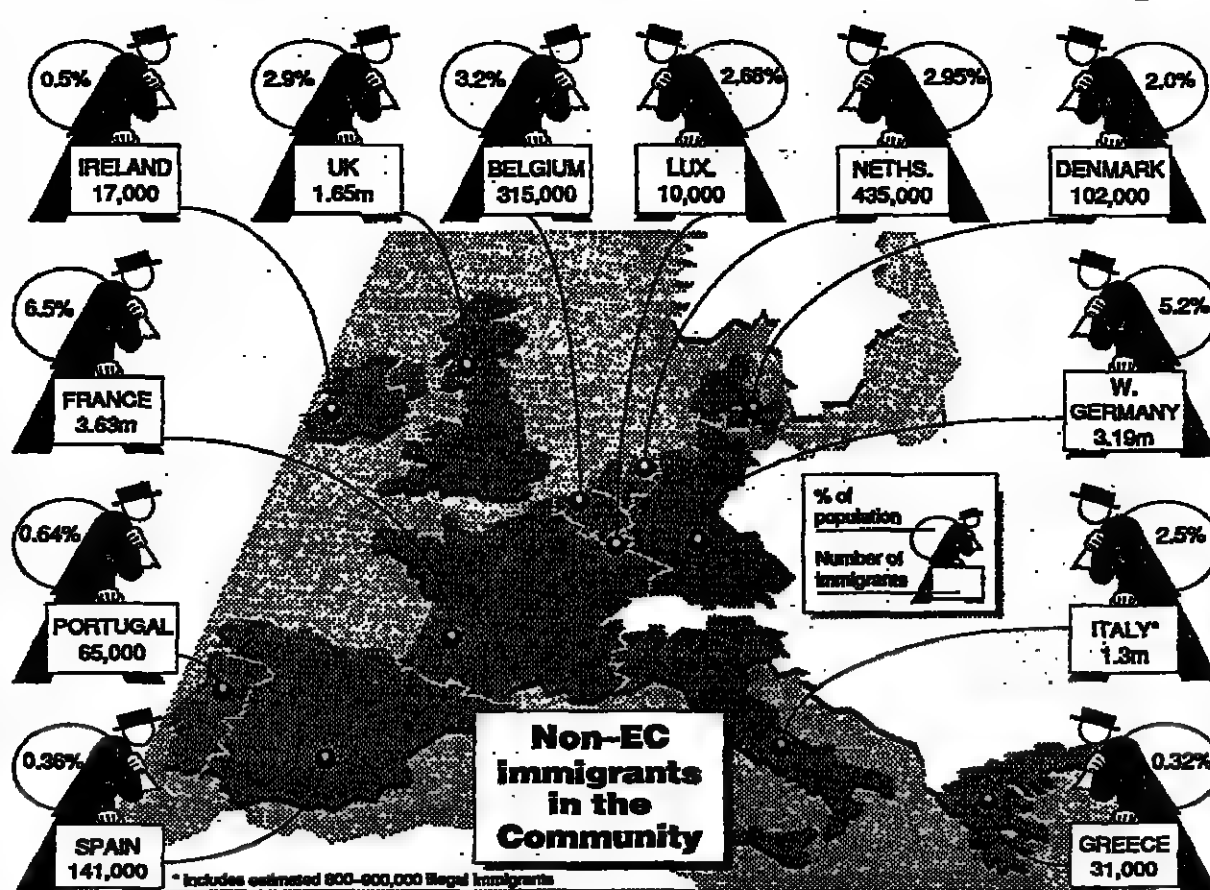 0.5%
IRELAND
17,000
2.9%
UK
1.65m
3.2%
BELGIUM
315,000
2.65%
LUX.
10,000
2.95%
NETHS.
435,000
2.0%
DENMARK
102,000
6.5%
FRANCE
3.63m
5.2%
W.
GERMANY
3.19m
0.64%
PORTUGAL
65,000
% of
population
Number of
immigrants
2.5%
ITALY*
1.3m
0.36%
SPAIN
141,000
Non-EC
immigrants
in the
Community
0.32%
GREECE
31,000
* Includes estimated 800-900,000 illegal immigrants